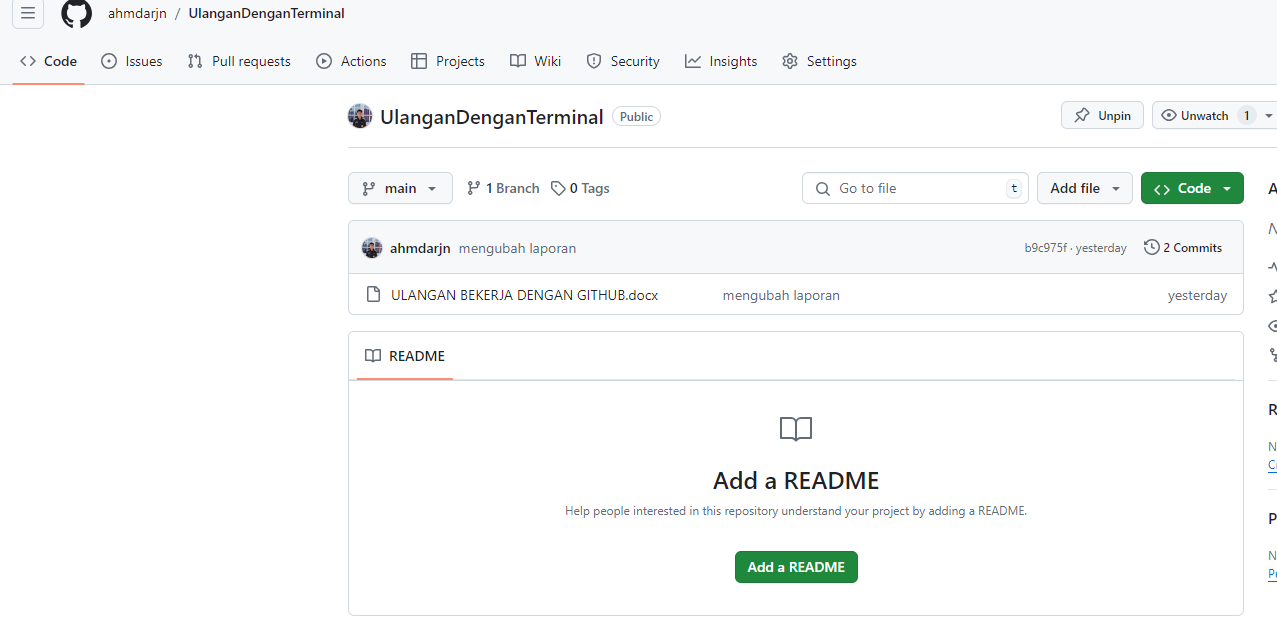 ahmdarjn / UlanganDenganTerminal
Code Issues Pull requests Actions Projects Wiki Security Insights Settings
UlanganDenganTerminal Public Unpin Unwatch 1
main 1 Branch 0 Tags Go to file t Add file Code
ahmdarjn mengubah laporan b9c975f · yesterday 2 Commits
ULANGAN BEKERJA DENGAN GITHUB.docx mengubah laporan yesterday
README
Add a README
Help people interested in this repository understand your project by adding a README.
Add a README